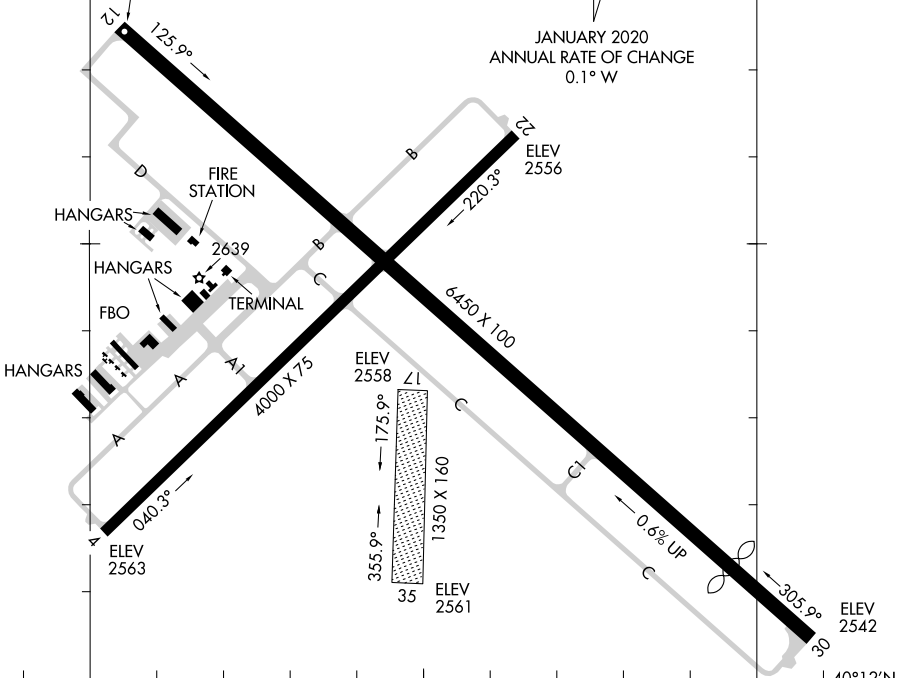 12
125.9°
JANUARY 2020
ANNUAL RATE OF CHANGE
0.1° W
22
ELEV
2556
220.3°
B
D
FIRE
STATION
HANGARS
B
2639
HANGARS
C
TERMINAL
FBO
6450 X 100
HANGARS
A1
A
4000 X 75
ELEV
2558
17
C
175.9°
A
1350 X 160
C1
040.3°
0.6% UP
4
ELEV
2563
355.9°
35
ELEV
2561
C
305.9°
ELEV
2542
30
40°12'N